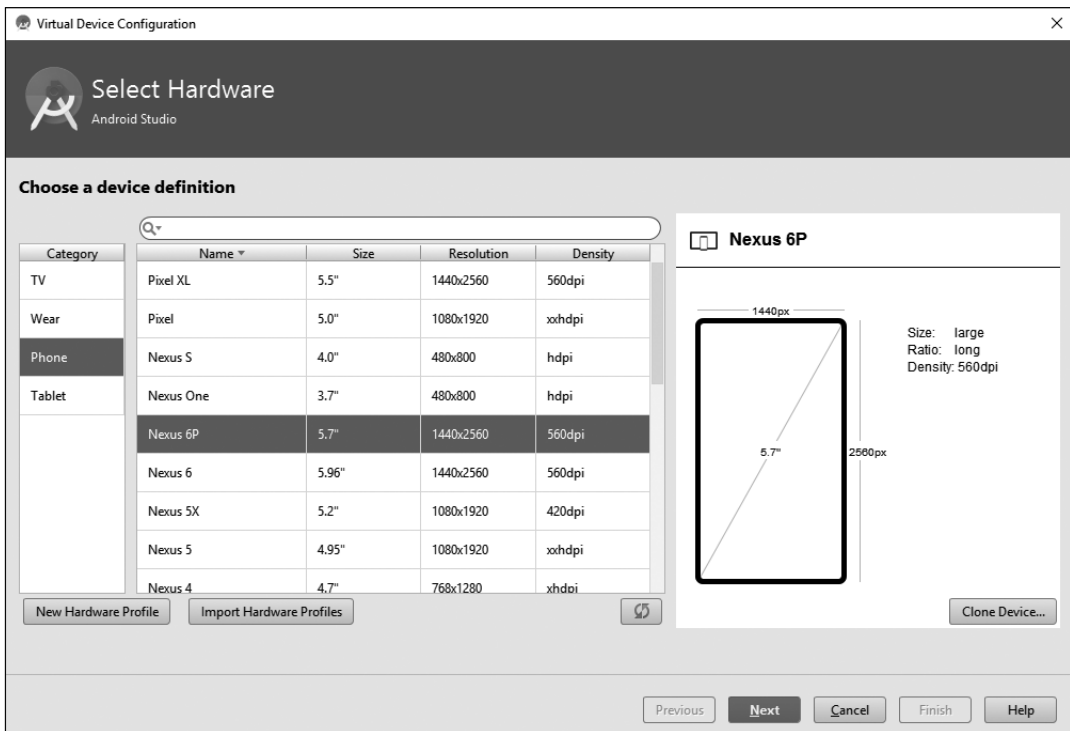 Virtual Device Configuration
Select Hardware
Android Studio
Choose a device definition
Category
TV
Wear
Phone
Tablet
Name Size Resolution Density
Pixel XL 5.5" 1440x2560 560dpi
Pixel 5.0" 1080x1920 xxhdpi
Nexus S 4.0" 480x800 hdpi
Nexus One 3.7" 480x800 hdpi
Nexus 6P 5.7" 1440x2560 560dpi
Nexus 6 5.96" 1440x2560 560dpi
Nexus 5X 5.2" 1080x1920 420dpi
Nexus 5 4.95" 1080x1920 xxhdpi
Nexus 4 4.7" 768x1280 xhdpi
New Hardware Profile Import Hardware Profiles
Nexus 6P
1440px
Size: large
Ratio: long
Density: 560dpi
5.7" 2560px
Clone Device...
Previous Next Cancel Finish Help